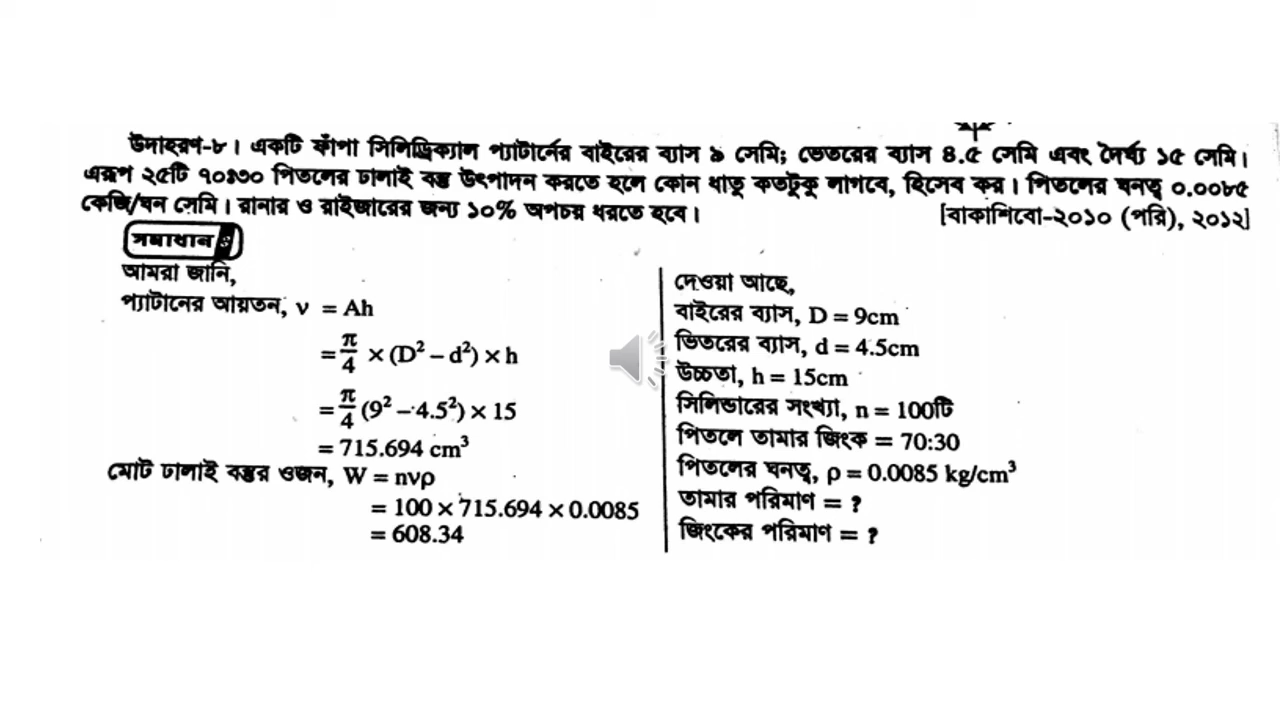 উদাহরণ-৮। একটি ফাঁপা সিলিন্ড্রিক্যাল প্যাটার্নের বাইরের ব্যাস ৯ সেমি; ভেতরের ব্যাস ৪.৫ সেমি এবং দৈর্ঘ্য ১৫ সেমি।
এরূপ ২৫টি ৭০ঃ৩০ পিতলের ঢালাই বস্তু উৎপাদন করতে হলে কোন ধাতু কতটুকু লাগবে, হিসেব কর। পিতলের ঘনত্ব ০.০০৮৫
কেজি/ঘন সেমি। রানার ও রাইজারের জন্য ১০% অপচয় ধরতে হবে। [বাকাশিবো-২০১০ (পরি), ২০১২]
সমাধান ঃ
আমরা জানি,
প্যাটানের আয়তন, v = Ah
= π/4 × (D² – d²) × h
= π/4 (9² – 4.5²) × 15
= 715.694 cm³
মোট ঢালাই বস্তুর ওজন, W = nvρ
= 100 × 715.694 × 0.0085
= 608.34
দেওয়া আছে,
বাইরের ব্যাস, D = 9cm
ভিতরের ব্যাস, d = 4.5cm
উচ্চতা, h = 15cm
সিলিন্ডারের সংখ্যা, n = 100টি
পিতলে তামার জিংক = 70:30
পিতলের ঘনত্ব, ρ = 0.0085 kg/cm³
তামার পরিমাণ = ?
জিংকের পরিমাণ = ?